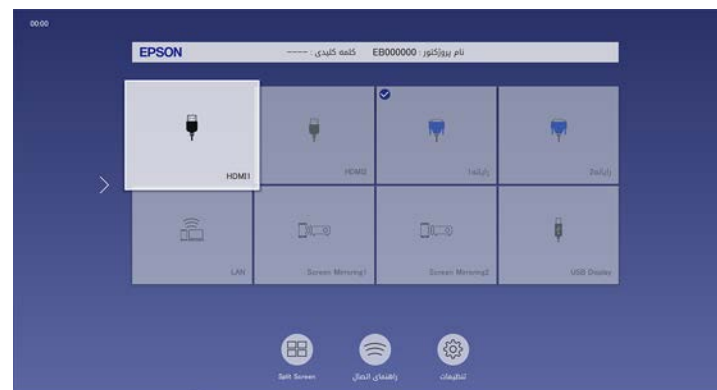 00:00
EPSON
نام پروژکتور : EB000000 کلمه کلیدی : ----
HDMI1
HDMI2
رایانه1
رایانه2
LAN
Screen Mirroring1
Screen Mirroring2
USB Display
Split Screen
راهنمای اتصال
تنظیمات